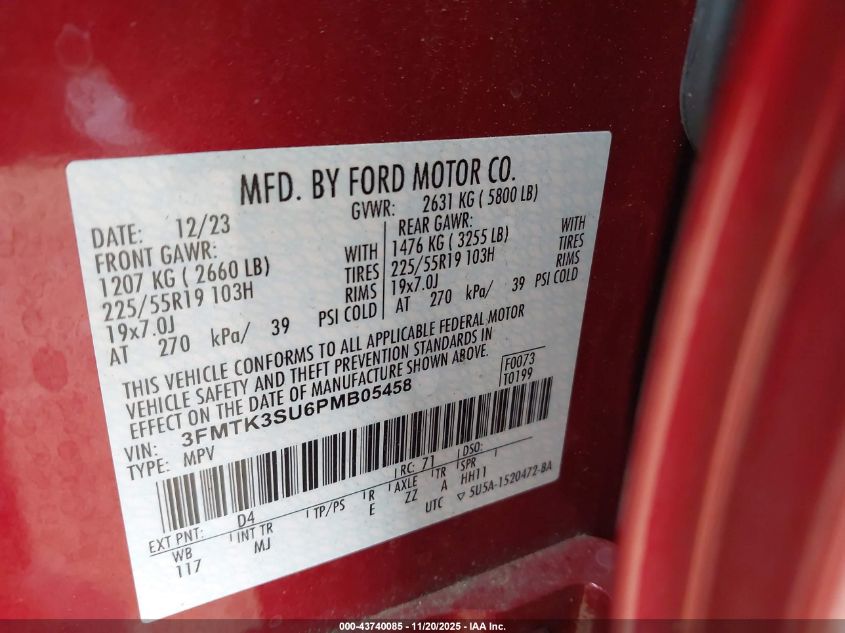 MFD. BY FORD MOTOR CO.
DATE: 12/23 GVWR: 2631 KG ( 5800 LB)
FRONT GAWR: REAR GAWR:
1207 KG ( 2660 LB) WITH 1476 KG ( 3255 LB) WITH
225/55R19 103H TIRES 225/55R19 103H TIRES
19x7.0J RIMS 19x7.0J RIMS
AT 270 kPa/ 39 PSI COLD AT 270 kPa/ 39 PSI COLD
THIS VEHICLE CONFORMS TO ALL APPLICABLE FEDERAL MOTOR
VEHICLE SAFETY AND THEFT PREVENTION STANDARDS IN
EFFECT ON THE DATE OF MANUFACTURE SHOWN ABOVE.
F0073
T0199
VIN: 3FMTK3SU6PMB05458
TYPE: MPV
EXT PNT: D4 RC: 71 DSO:
WB INT TR TP/PS R AXLE TR SPR
117 MJ E ZZ A HH11
UTC 5U5A-1520472-BA
000-43740085 - 11/20/2025 - IAA Inc.